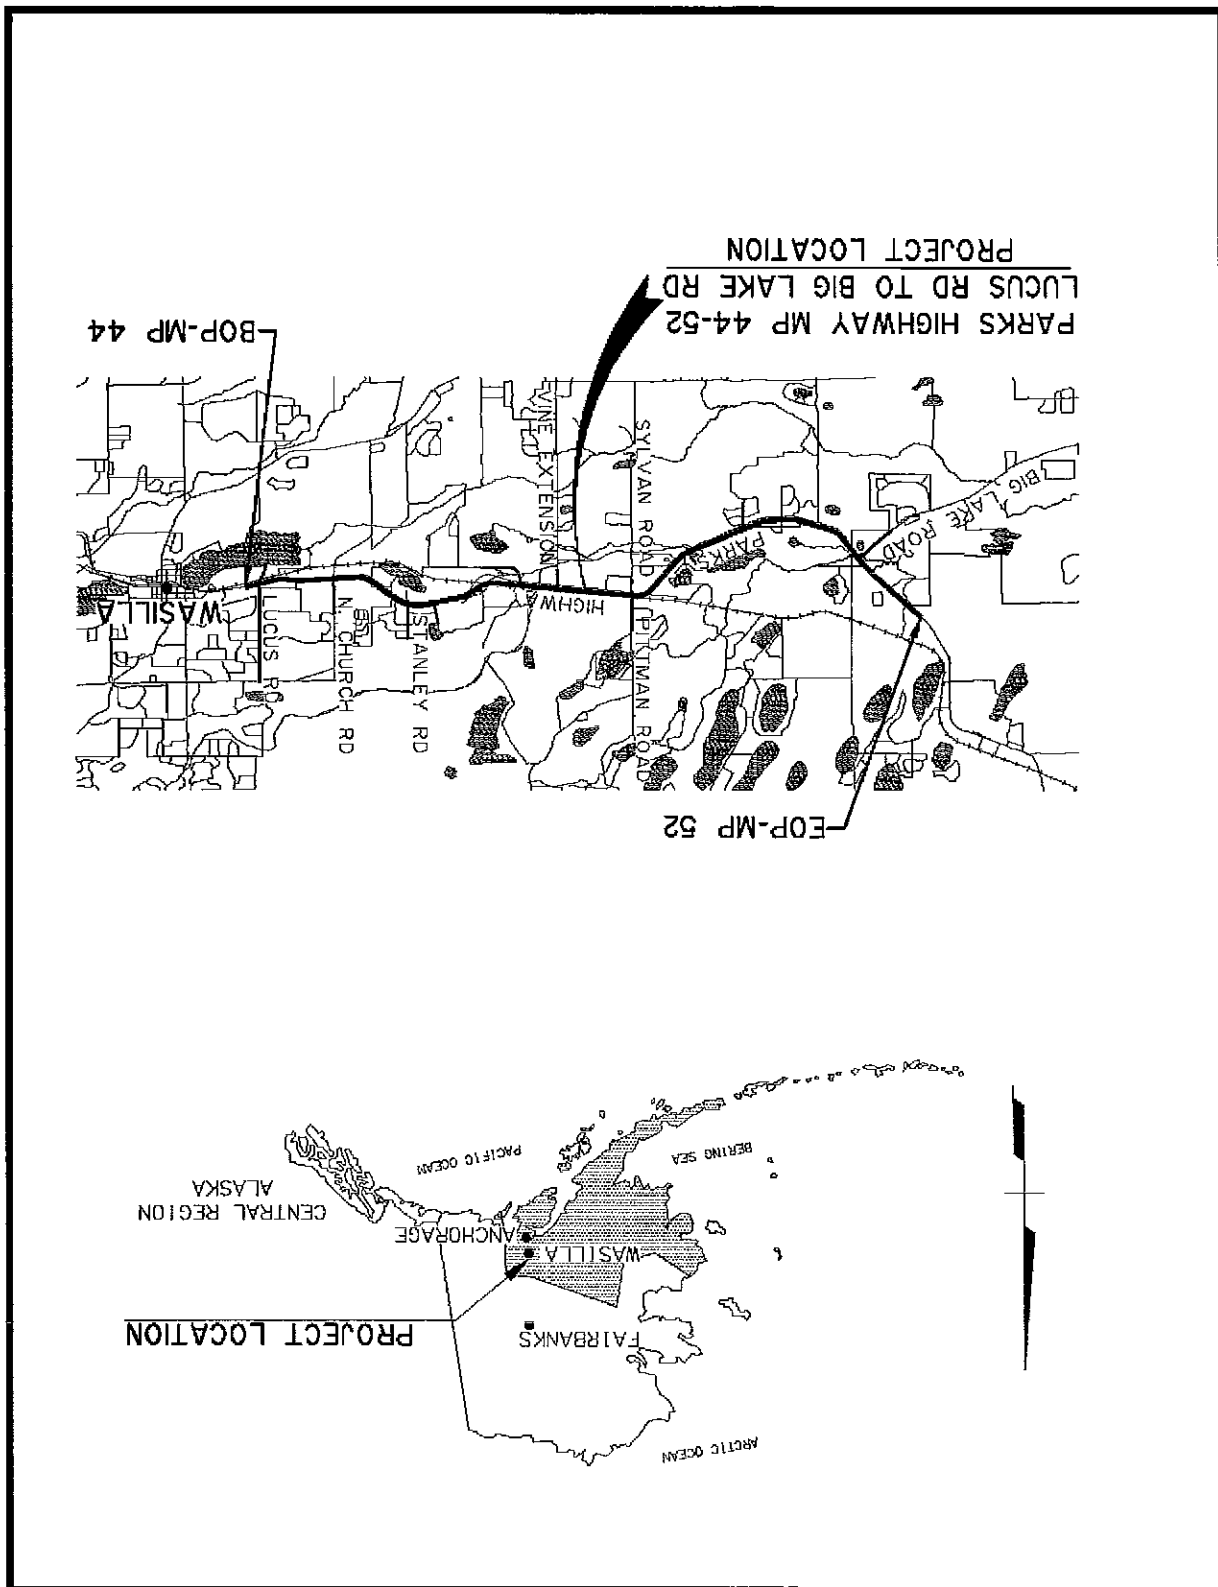 ARCTIC OCEAN
FAIRBANKS
PROJECT LOCATION
WASILLA
ANCHORAGE
CENTRAL REGION
ALASKA
BERING SEA
PACIFIC OCEAN
EOP-MP 52
PITTMAN ROAD
STANLEY RD
N. CHURCH RD
LUCUS RD
WASILLA
HIGHWA
PARKS
BIG LAKE ROAD
SYLVAN ROAD
VINE EXTENSION
BOP-MP 44
PARKS HIGHWAY MP 44-52
LUCUS RD TO BIG LAKE RD
PROJECT LOCATION